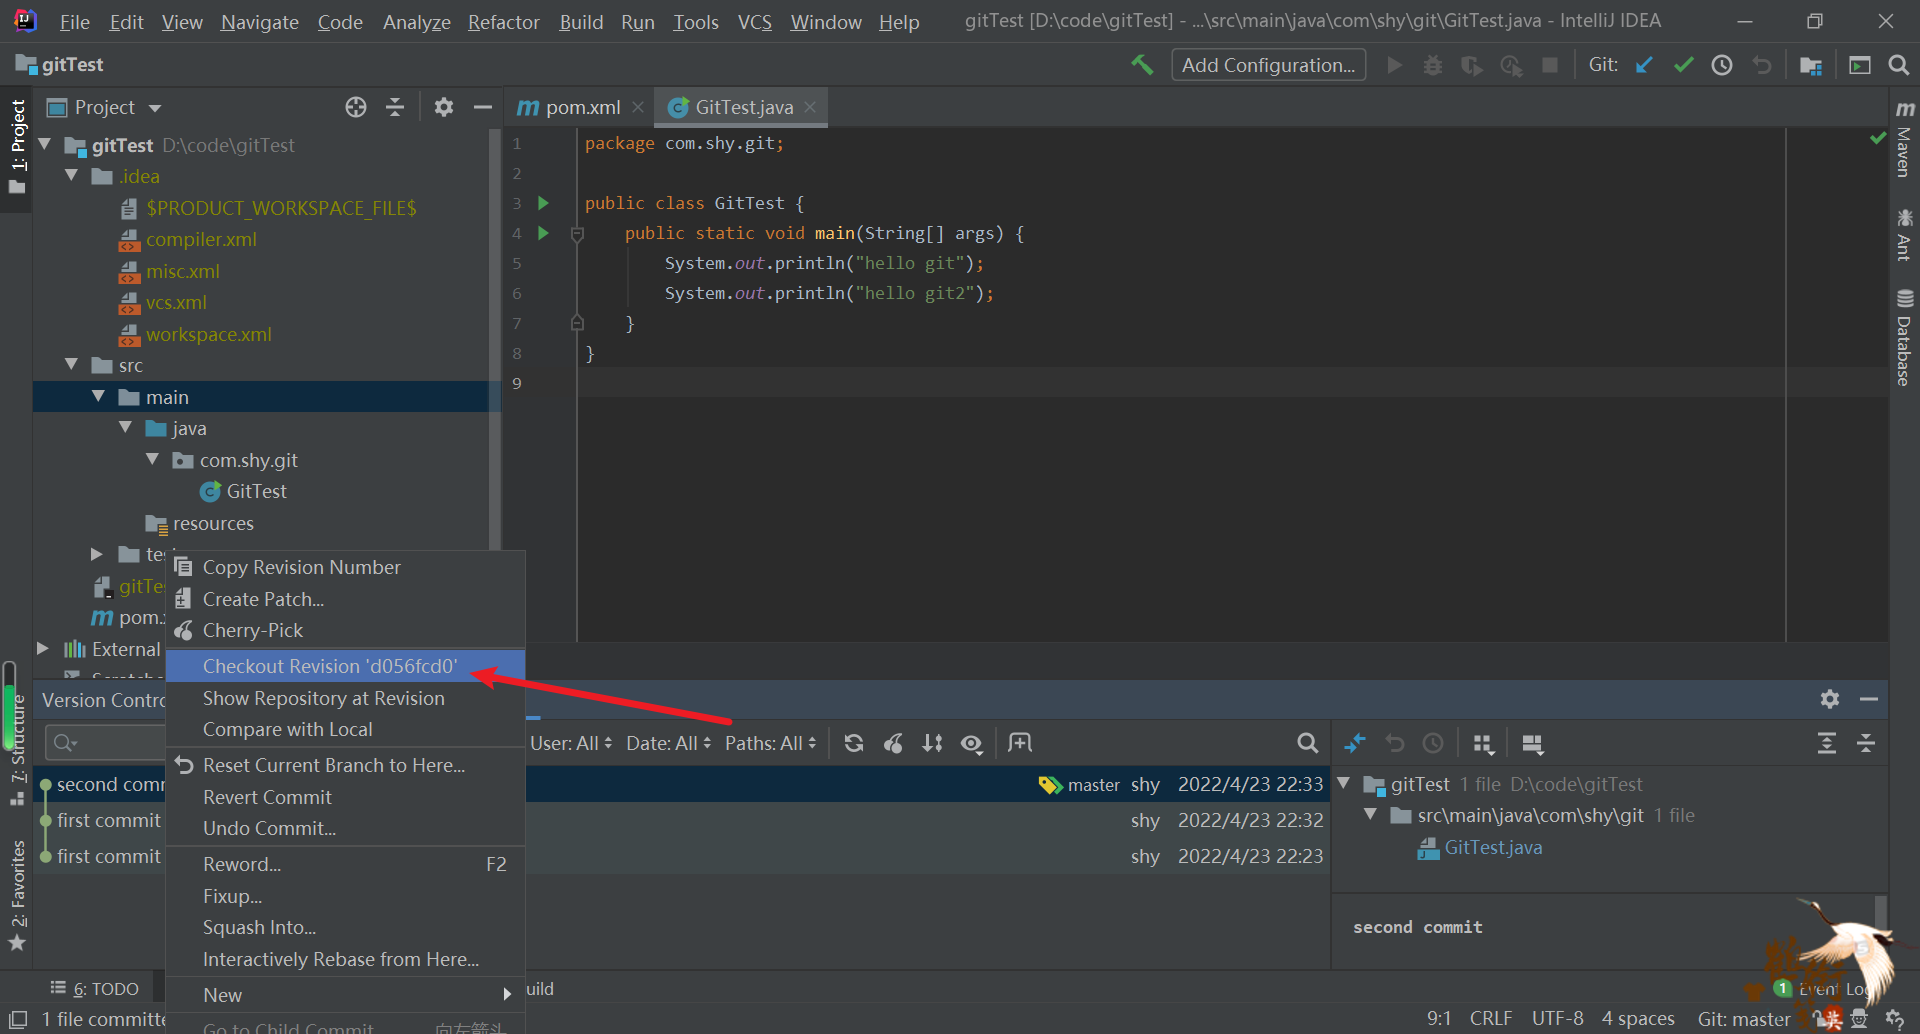 File Edit View Navigate Code Analyze Refactor Build Run Tools VCS Window Help gitTest [D:\code\gitTest] - ...\src\main\java\com\shy\git\GitTest.java - IntelliJ IDEA
gitTest Add Configuration... Git:
1: Project
Project
gitTest D:\code\gitTest
.idea
$PRODUCT_WORKSPACE_FILE$
compiler.xml
misc.xml
vcs.xml
workspace.xml
src
main
java
com.shy.git
GitTest
resources
tes
gitTes
pom.x
External
pom.xml GitTest.java
1 package com.shy.git;
2
3 public class GitTest {
4 public static void main(String[] args) {
5 System.out.println("hello git");
6 System.out.println("hello git2");
7 }
8 }
9
Maven
Ant
Database
Copy Revision Number
Create Patch...
Cherry-Pick
Checkout Revision 'd056fcd0'
Show Repository at Revision
Compare with Local
Reset Current Branch to Here...
Revert Commit
Undo Commit...
Reword... F2
Fixup...
Squash Into...
Interactively Rebase from Here...
New
Go to Child Commit 向左箭头
Version Contro
7: Structure
2: Favorites
User: All Date: All Paths: All
second comm master shy 2022/4/23 22:33
first commit shy 2022/4/23 22:32
first commit shy 2022/4/23 22:23
gitTest 1 file D:\code\gitTest
src\main\java\com\shy\git 1 file
GitTest.java
second commit
6: TODO uild 1 Event Log
1 file committe 9:1 CRLF UTF-8 4 spaces Git: master 英